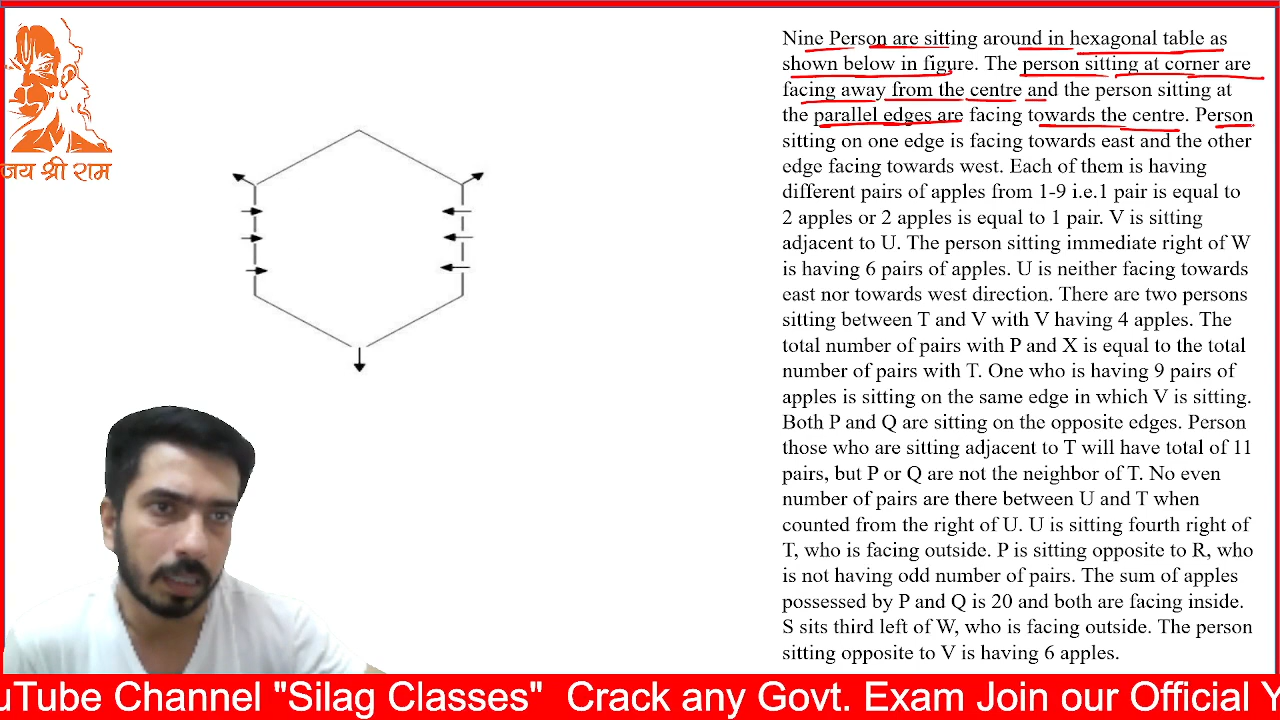 जय श्री राम
Nine Person are sitting around in hexagonal table as
shown below in figure. The person sitting at corner are
facing away from the centre and the person sitting at
the parallel edges are facing towards the centre. Person
sitting on one edge is facing towards east and the other
edge facing towards west. Each of them is having
different pairs of apples from 1-9 i.e.1 pair is equal to
2 apples or 2 apples is equal to 1 pair. V is sitting
adjacent to U. The person sitting immediate right of W
is having 6 pairs of apples. U is neither facing towards
east nor towards west direction. There are two persons
sitting between T and V with V having 4 apples. The
total number of pairs with P and X is equal to the total
number of pairs with T. One who is having 9 pairs of
apples is sitting on the same edge in which V is sitting.
Both P and Q are sitting on the opposite edges. Person
those who are sitting adjacent to T will have total of 11
pairs, but P or Q are not the neighbor of T. No even
number of pairs are there between U and T when
counted from the right of U. U is sitting fourth right of
T, who is facing outside. P is sitting opposite to R, who
is not having odd number of pairs. The sum of apples
possessed by P and Q is 20 and both are facing inside.
S sits third left of W, who is facing outside. The person
sitting opposite to V is having 6 apples.
uTube Channel "Silag Classes" Crack any Govt. Exam Join our Official Y